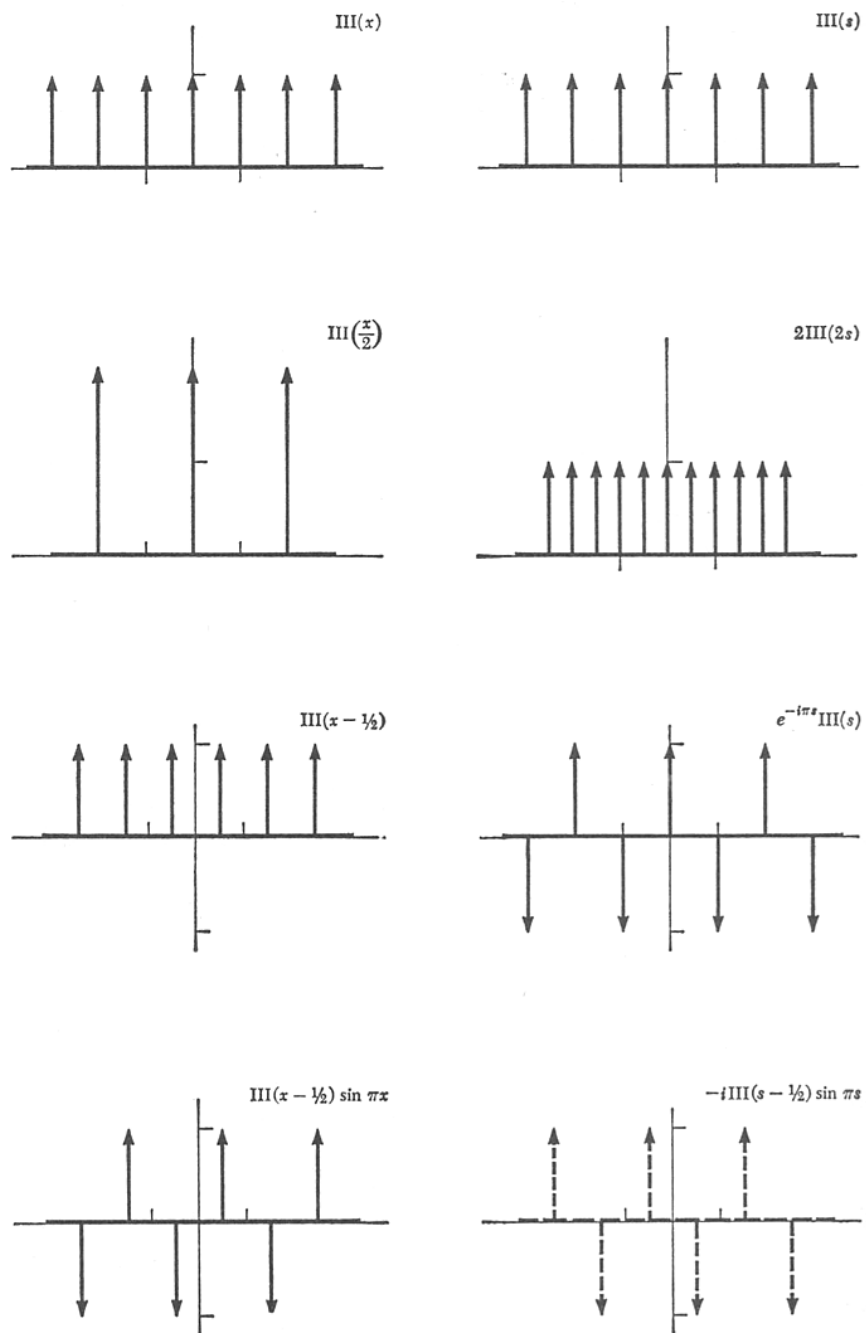 III(x)
III(s)
III(x/2)
2III(2s)
III(x − ½)
e^{−iπs}III(s)
III(x − ½) sin πx
−iIII(s − ½) sin πs